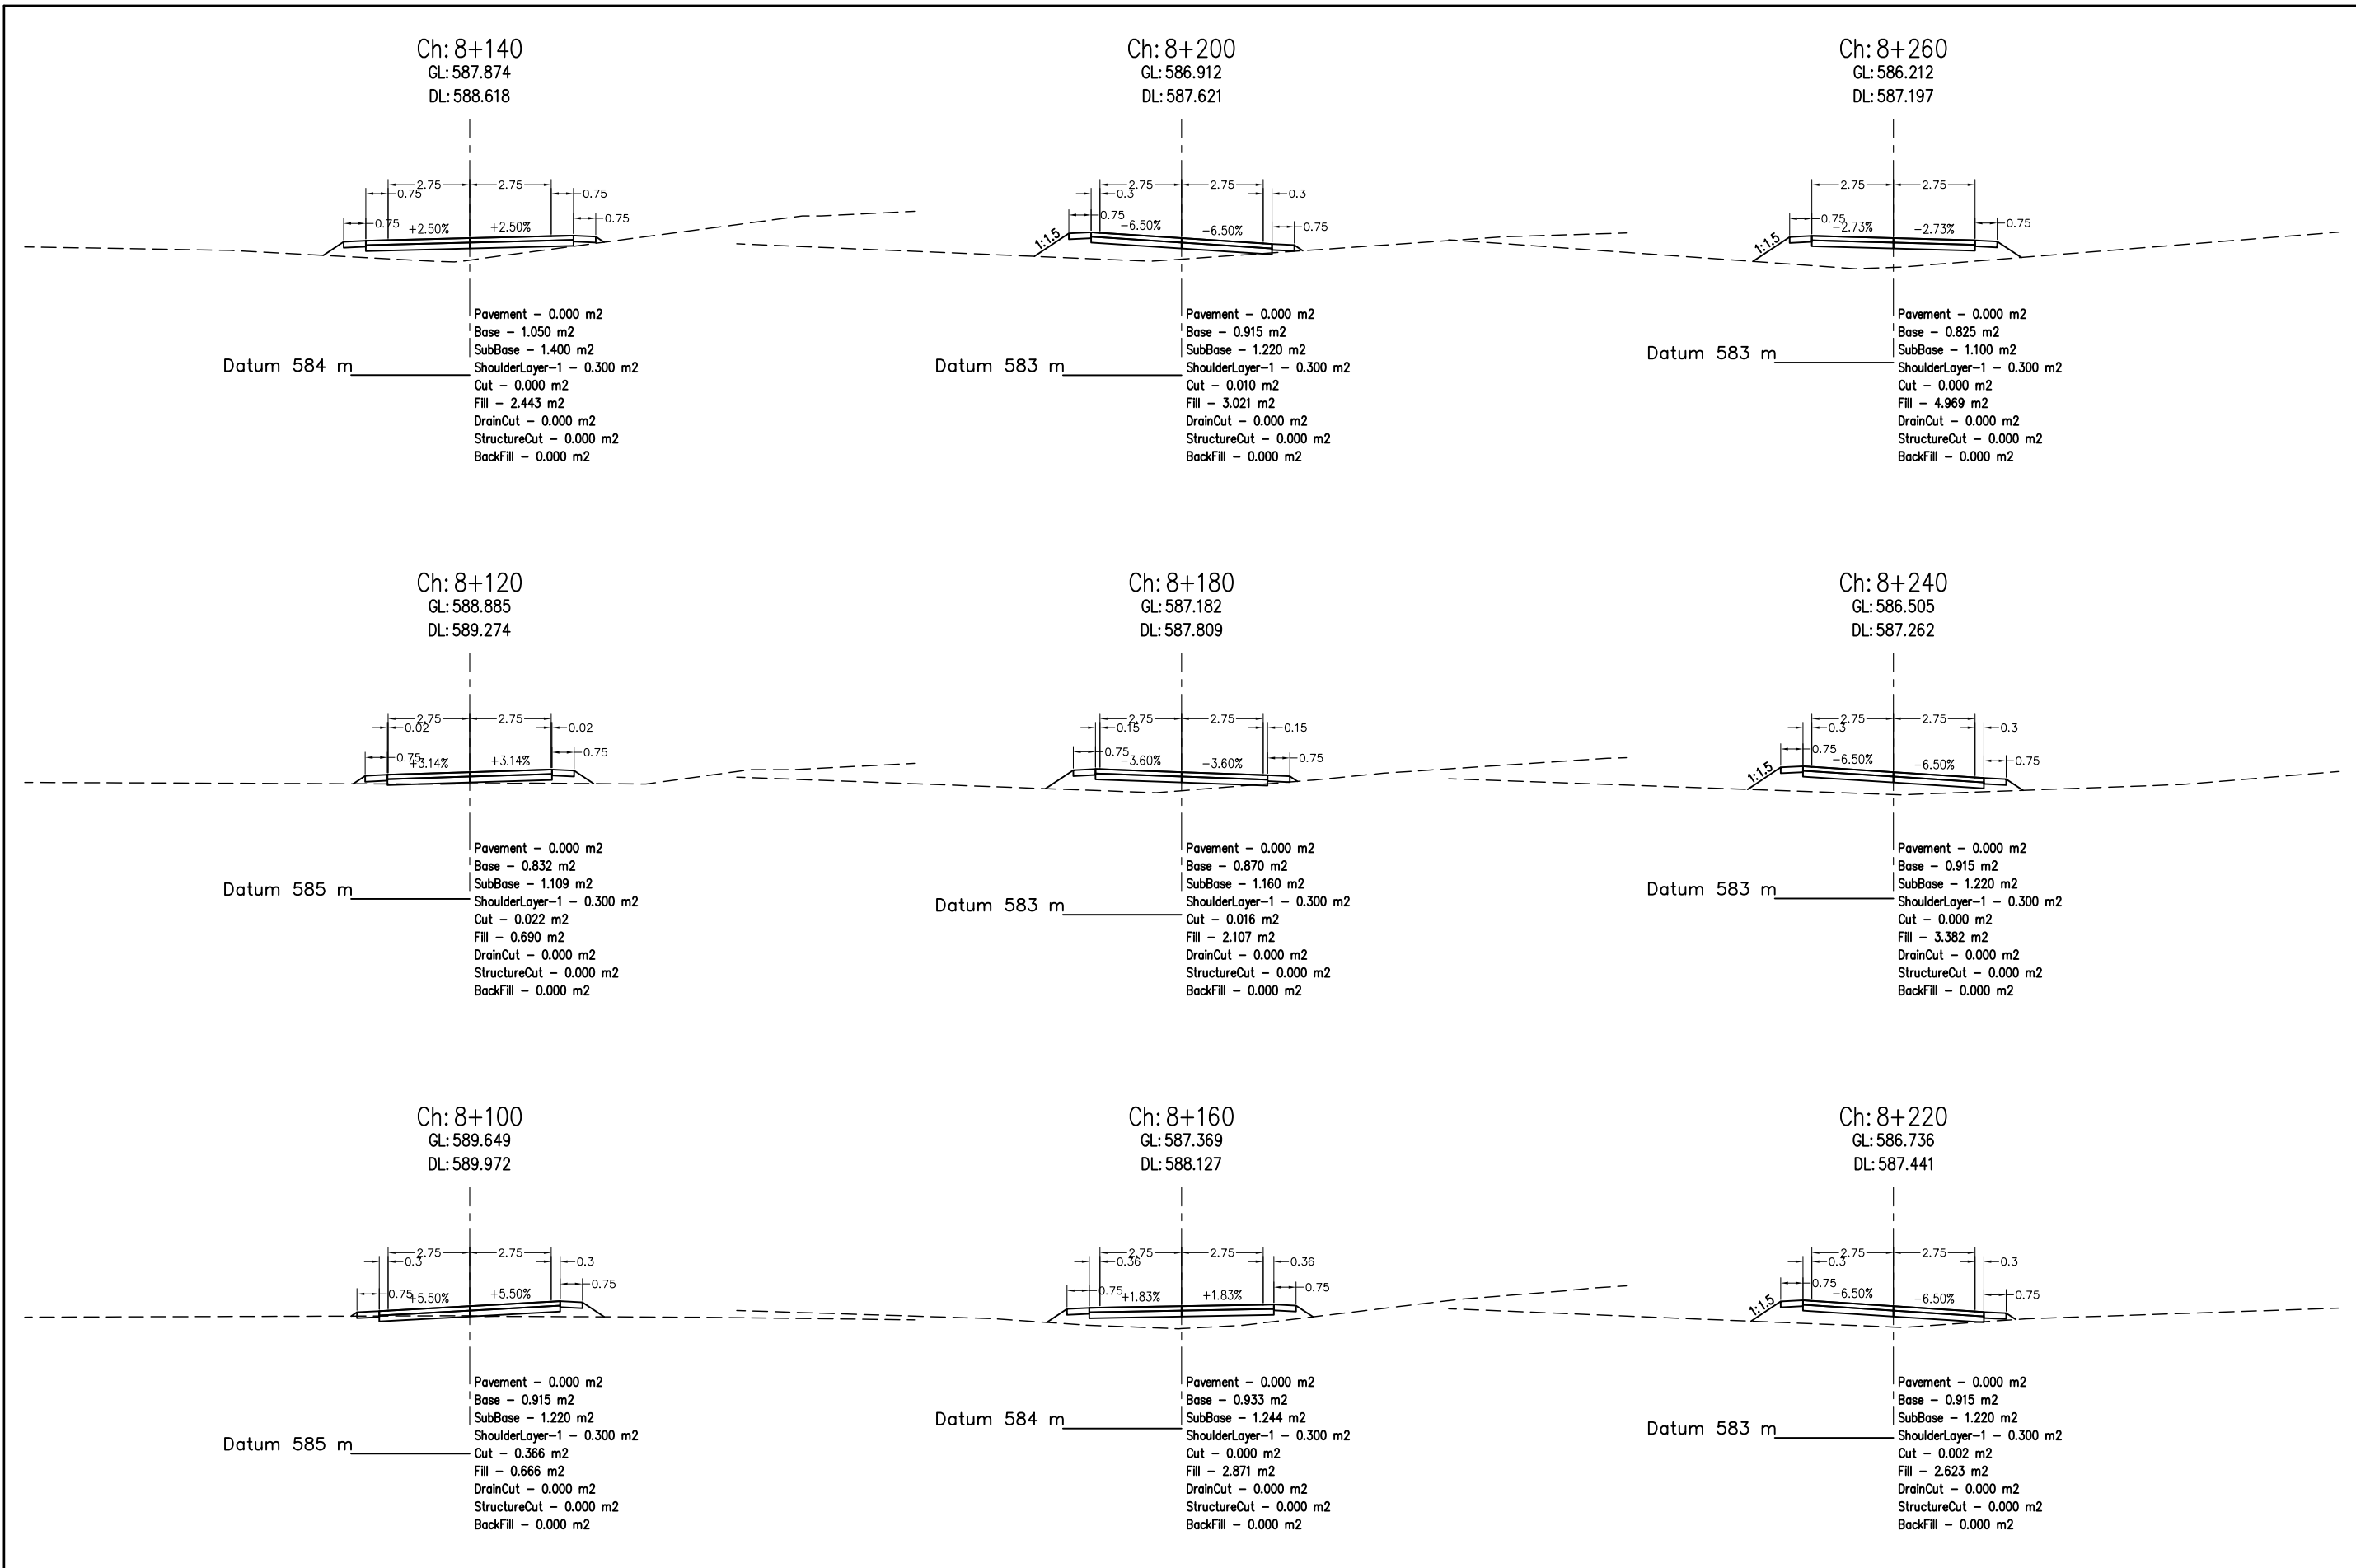 Ch: 8+140
GL: 587.874
DL: 588.618
2.75
2.75
0.75
0.75
0.75
0.75
+2.50%
+2.50%
Datum 584 m
Pavement - 0.000 m2
Base - 1.050 m2
SubBase - 1.400 m2
ShoulderLayer-1 - 0.300 m2
Cut - 0.000 m2
Fill - 2.443 m2
DrainCut - 0.000 m2
StructureCut - 0.000 m2
BackFill - 0.000 m2
Ch: 8+200
GL: 586.912
DL: 587.621
2.75
2.75
0.3
0.3
0.75
0.75
1:1.5
-6.50%
-6.50%
Datum 583 m
Pavement - 0.000 m2
Base - 0.915 m2
SubBase - 1.220 m2
ShoulderLayer-1 - 0.300 m2
Cut - 0.010 m2
Fill - 3.021 m2
DrainCut - 0.000 m2
StructureCut - 0.000 m2
BackFill - 0.000 m2
Ch: 8+260
GL: 586.212
DL: 587.197
2.75
2.75
0.75
0.75
1:1.5
-2.73%
-2.73%
Datum 583 m
Pavement - 0.000 m2
Base - 0.825 m2
SubBase - 1.100 m2
ShoulderLayer-1 - 0.300 m2
Cut - 0.000 m2
Fill - 4.969 m2
DrainCut - 0.000 m2
StructureCut - 0.000 m2
BackFill - 0.000 m2
Ch: 8+120
GL: 588.885
DL: 589.274
2.75
2.75
0.02
0.02
0.75
0.75
+3.14%
+3.14%
Datum 585 m
Pavement - 0.000 m2
Base - 0.832 m2
SubBase - 1.109 m2
ShoulderLayer-1 - 0.300 m2
Cut - 0.022 m2
Fill - 0.690 m2
DrainCut - 0.000 m2
StructureCut - 0.000 m2
BackFill - 0.000 m2
Ch: 8+180
GL: 587.182
DL: 587.809
2.75
2.75
0.15
0.15
0.75
0.75
-3.60%
-3.60%
Datum 583 m
Pavement - 0.000 m2
Base - 0.870 m2
SubBase - 1.160 m2
ShoulderLayer-1 - 0.300 m2
Cut - 0.016 m2
Fill - 2.107 m2
DrainCut - 0.000 m2
StructureCut - 0.000 m2
BackFill - 0.000 m2
Ch: 8+240
GL: 586.505
DL: 587.262
2.75
2.75
0.3
0.3
0.75
0.75
1:1.5
-6.50%
-6.50%
Datum 583 m
Pavement - 0.000 m2
Base - 0.915 m2
SubBase - 1.220 m2
ShoulderLayer-1 - 0.300 m2
Cut - 0.000 m2
Fill - 3.382 m2
DrainCut - 0.000 m2
StructureCut - 0.000 m2
BackFill - 0.000 m2
Ch: 8+100
GL: 589.649
DL: 589.972
2.75
2.75
0.3
0.3
0.75
0.75
+5.50%
+5.50%
Datum 585 m
Pavement - 0.000 m2
Base - 0.915 m2
SubBase - 1.220 m2
ShoulderLayer-1 - 0.300 m2
Cut - 0.366 m2
Fill - 0.666 m2
DrainCut - 0.000 m2
StructureCut - 0.000 m2
BackFill - 0.000 m2
Ch: 8+160
GL: 587.369
DL: 588.127
2.75
2.75
0.36
0.36
0.75
0.75
+1.83%
+1.83%
Datum 584 m
Pavement - 0.000 m2
Base - 0.933 m2
SubBase - 1.244 m2
ShoulderLayer-1 - 0.300 m2
Cut - 0.000 m2
Fill - 2.871 m2
DrainCut - 0.000 m2
StructureCut - 0.000 m2
BackFill - 0.000 m2
Ch: 8+220
GL: 586.736
DL: 587.441
2.75
2.75
0.3
0.3
0.75
0.75
1:1.5
-6.50%
-6.50%
Datum 583 m
Pavement - 0.000 m2
Base - 0.915 m2
SubBase - 1.220 m2
ShoulderLayer-1 - 0.300 m2
Cut - 0.002 m2
Fill - 2.623 m2
DrainCut - 0.000 m2
StructureCut - 0.000 m2
BackFill - 0.000 m2